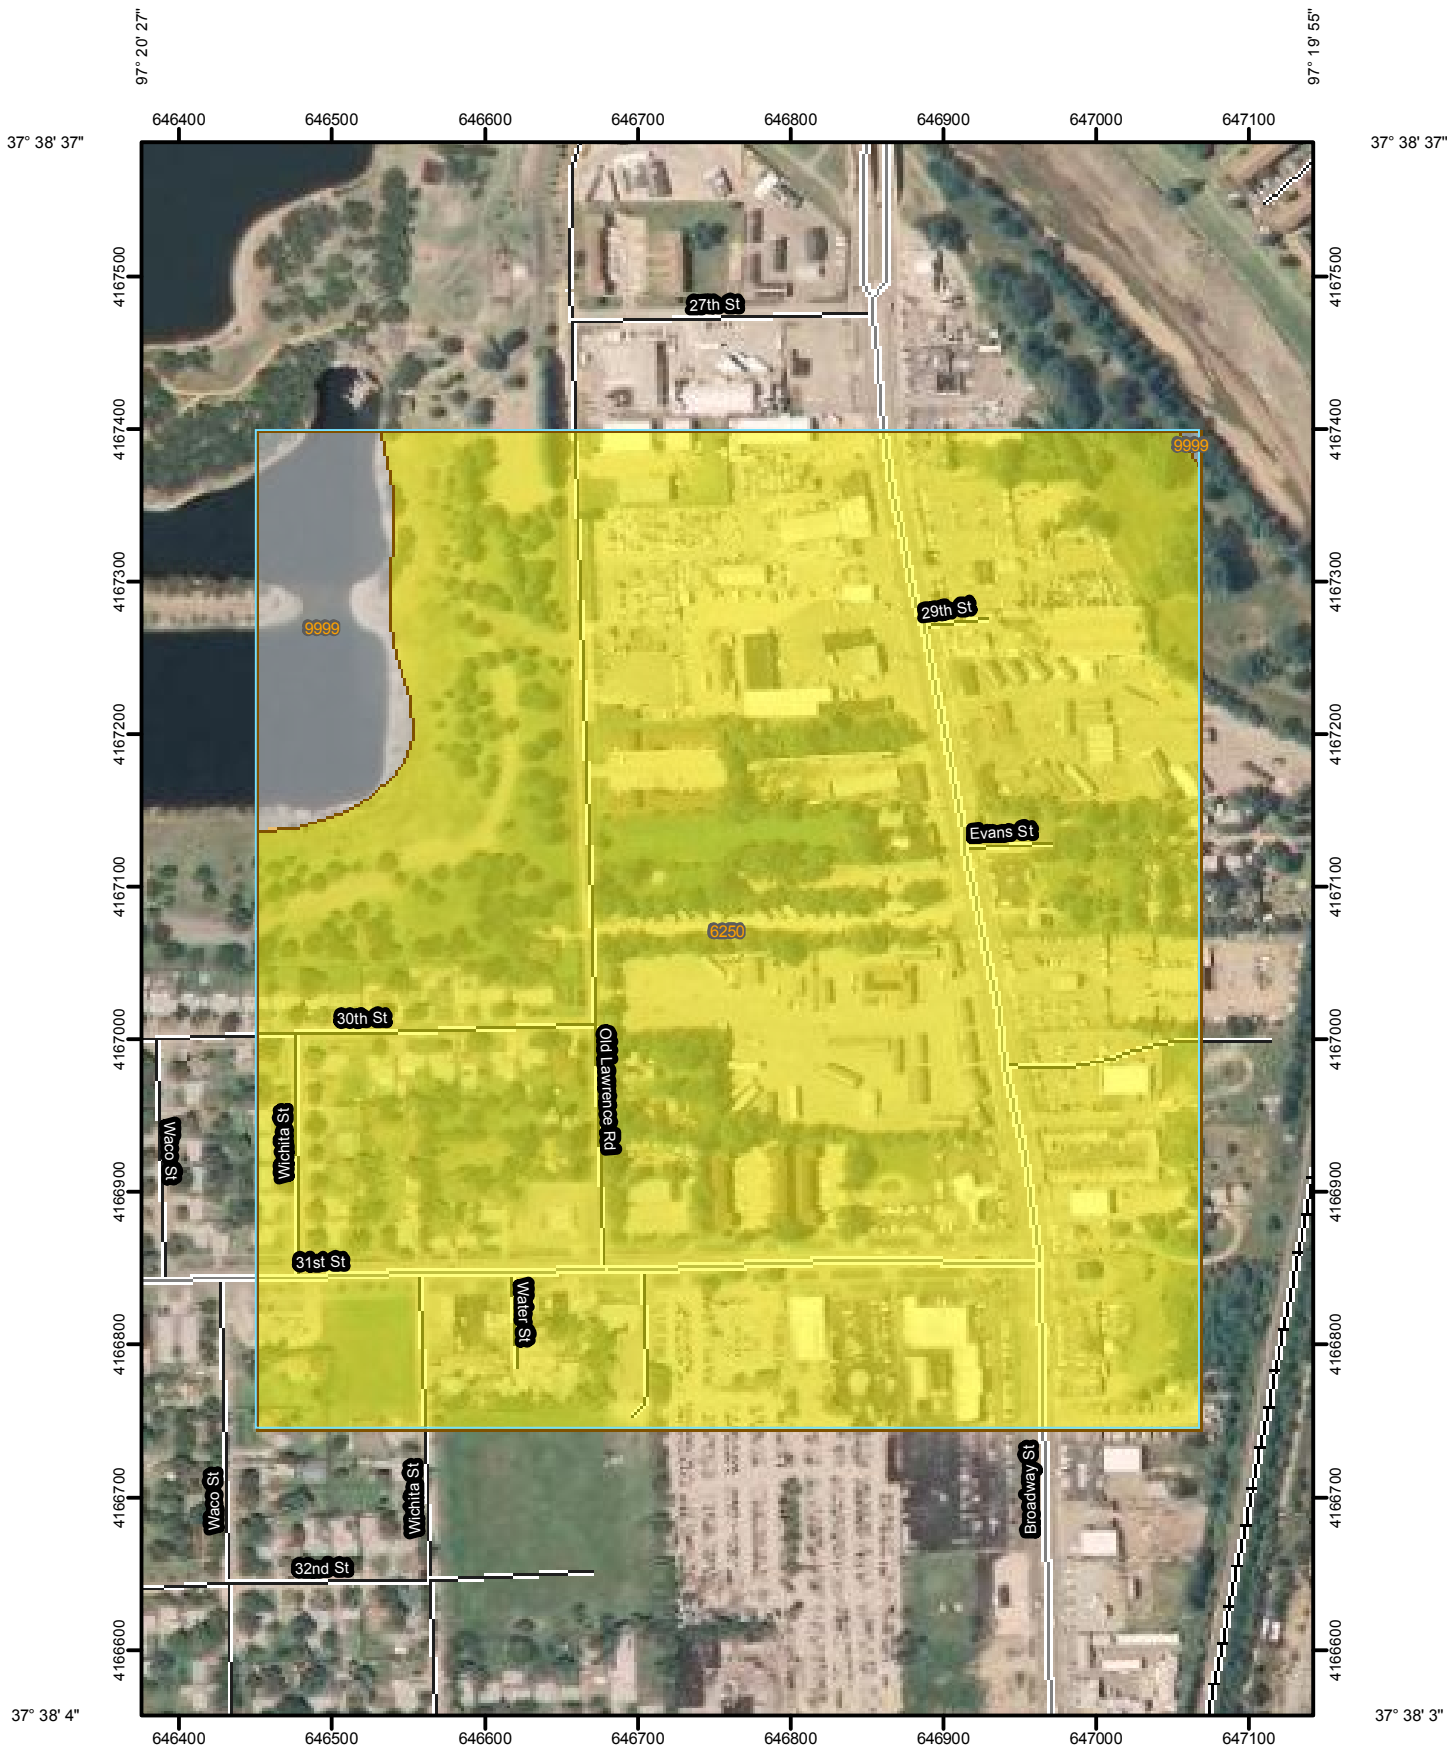 97° 20' 27"
97° 19' 55"
646400 646500 646600 646700 646800 646900 647000 647100
37° 38' 37"
37° 38' 37"
4167500
4167500
27th St
4167400
4167400
9999
4167300
4167300
29th St
9999
4167200
4167200
Evans St
4167100
4167100
6250
30th St
4167000
4167000
Old Lawrence Rd
Wichita St
Waco St
4166900
4166900
31st St
Water St
4166800
4166800
Waco St
Wichita St
Broadway St
4166700
4166700
32nd St
4166600
4166600
37° 38' 4"
37° 38' 3"
646400 646500 646600 646700 646800 646900 647000 647100